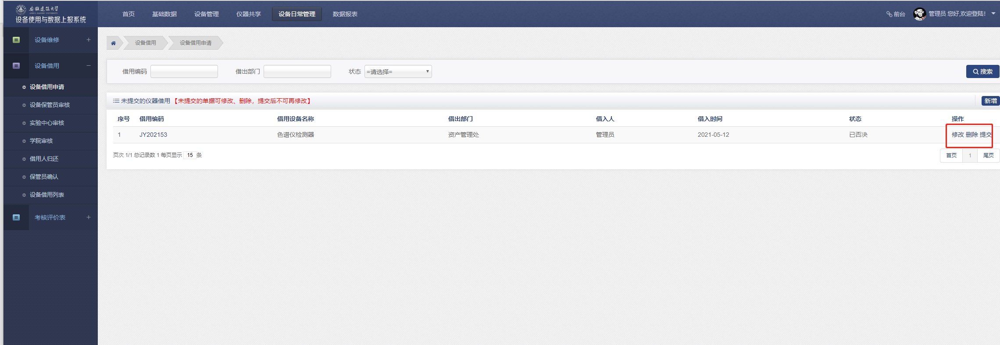 安徽建筑大学
ANHUI JIANZHU UNIVERSITY
设备使用与数据上报系统
首页 基础数据 设备管理 仪器共享 设备日常管理 数据报表
前台 管理员 您好,欢迎登陆!
设备维修 +
设备借用 −
设备借用申请
设备保管员审核
实验中心审核
学院审核
借用人归还
保管员确认
设备借用列表
考核评价表 +
设备借用 设备借用申请
借用编码 借出部门 状态 =请选择= 搜索
未提交的仪器借用 【未提交的单据可修改、删除，提交后不可再修改】 新增
序号 借用编码 借用设备名称 借出部门 借入人 借入时间 状态 操作
1 JY202153 色谱仪检测器 资产管理处 管理员 2021-05-12 已否决 修改 删除 提交
页次 1/1 总记录数 1 每页显示 15 条
首页 1 尾页